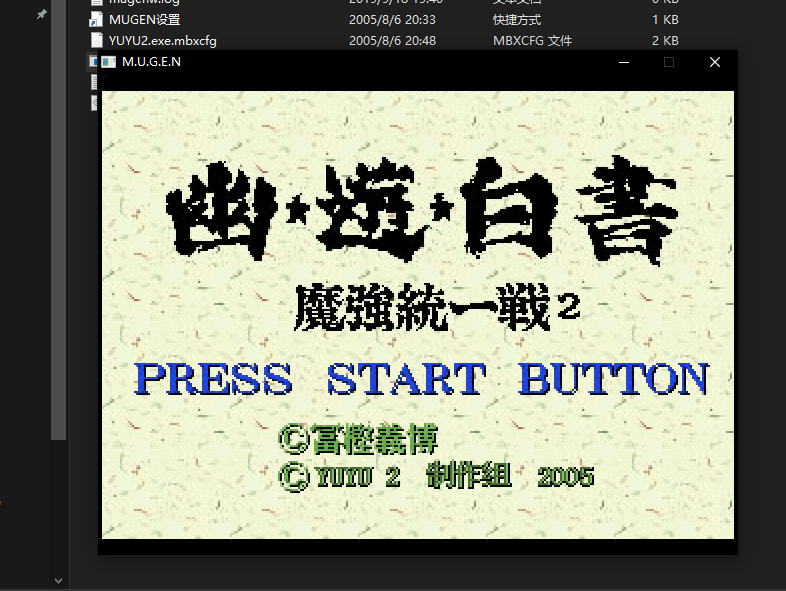 mugenw.log 2019/9/16 19:40 文本文档 0 KB
MUGEN设置 2005/8/6 20:33 快捷方式 1 KB
YUYU2.exe.mbxcfg 2005/8/6 20:48 MBXCFG 文件 2 KB
M.U.G.E.N
幽★遊★白書
魔強統一戦2
PRESS START BUTTON
©冨樫義博
©YUYU 2 制作组 2005